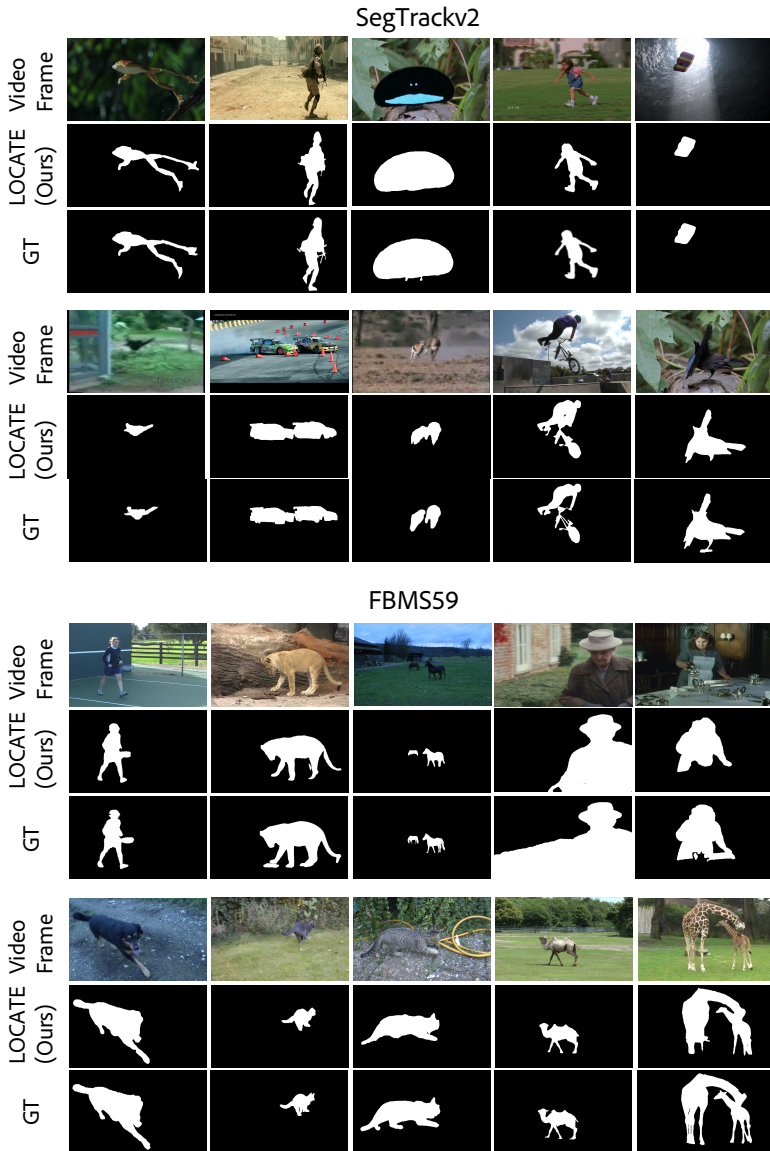 SegTrackv2
Video
Frame
LOCATE
(Ours)
GT
Video
Frame
LOCATE
(Ours)
GT
FBMS59
Video
Frame
LOCATE
(Ours)
GT
Video
Frame
LOCATE
(Ours)
GT